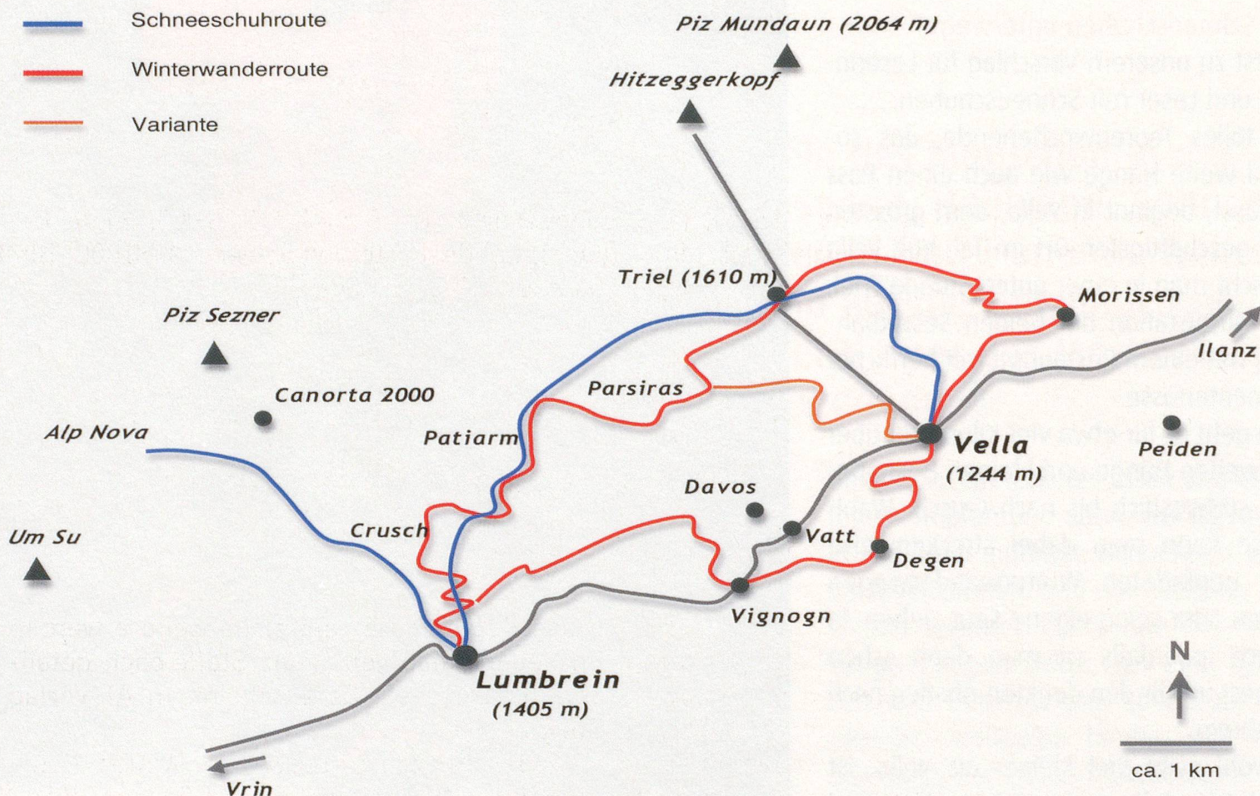 Schneeschuhroute
Winterwanderroute
Variante
Piz Mundaun (2064 m)
Hitzeggerkopf
Triel (1610 m)
Morissen
Ilanz
Piz Sezner
Canorta 2000
Parsiras
Alp Nova
Patiarm
Vella
(1244 m)
Peiden
Davos
Crusch
Vatt
Um Su
Degen
Vignogn
Lumbrein
(1405 m)
N
ca. 1 km
Vrin